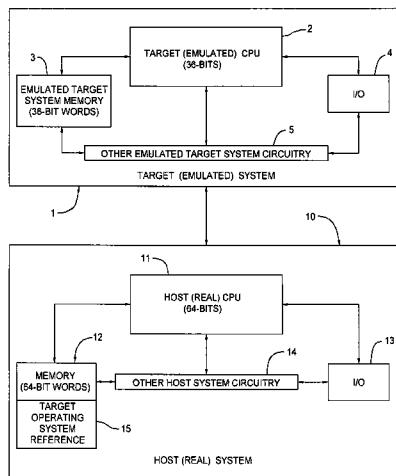 2
TARGET (EMULATED) CPU
(36-BITS)
3
4
EMULATED TARGET
SYSTEM MEMORY
(36-BIT WORDS)
I/O
5
OTHER EMULATED TARGET SYSTEM CIRCUITRY
TARGET (EMULATED) SYSTEM
1
10
11
HOST (REAL) CPU
(64-BITS)
12
14
13
MEMORY
(64-BIT WORDS)
OTHER HOST SYSTEM CIRCUITRY
I/O
TARGET
OPERATING
SYSTEM
REFERENCE
15
HOST (REAL) SYSTEM